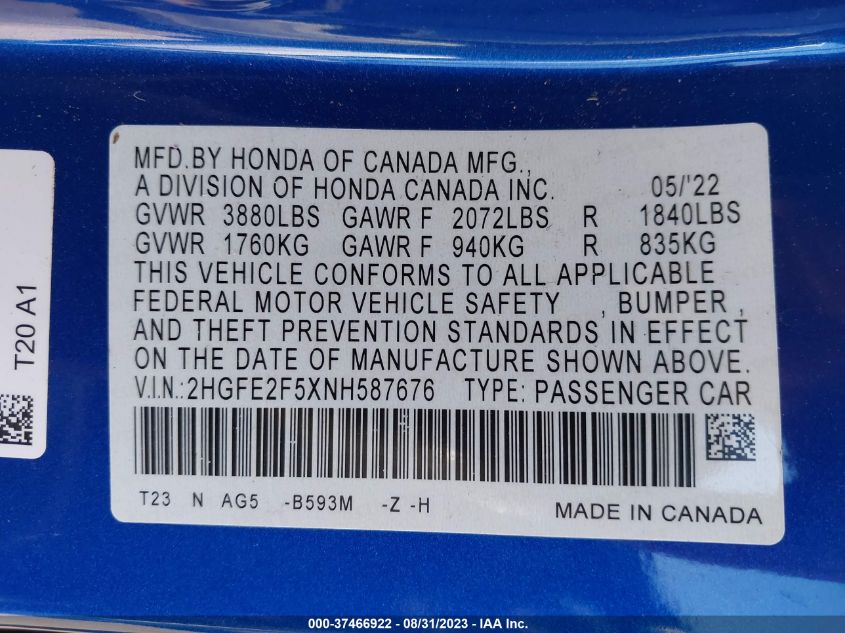 MFD.BY HONDA OF CANADA MFG.,
A DIVISION OF HONDA CANADA INC. 05/'22
GVWR 3880LBS GAWR F 2072LBS R 1840LBS
GVWR 1760KG GAWR F 940KG R 835KG
THIS VEHICLE CONFORMS TO ALL APPLICABLE
FEDERAL MOTOR VEHICLE SAFETY , BUMPER ,
AND THEFT PREVENTION STANDARDS IN EFFECT
ON THE DATE OF MANUFACTURE SHOWN ABOVE.
V.I.N.:2HGFE2F5XNH587676 TYPE: PASSENGER CAR
T23 N AG5 -B593M -Z -H
MADE IN CANADA
T20 A1
000-37466922 - 08/31/2023 - IAA Inc.